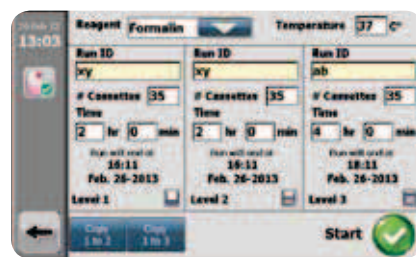 Reagent Formalin Temperature 37 C°
13:03
Run ID Run ID Run ID
xy xy ab
# Cassettes 35 # Cassettes 35 # Cassettes 35
Time Time Time
2 hr 0 min 2 hr 0 min 4 hr 0 min
Run will end at Run will end at Run will end at
16:11 16:11 18:11
Feb. 26-2013 Feb. 26-2013 Feb. 26-2013
Level 1 Level 2 Level 3
Copy Copy Start
1 to 2 1 to 3